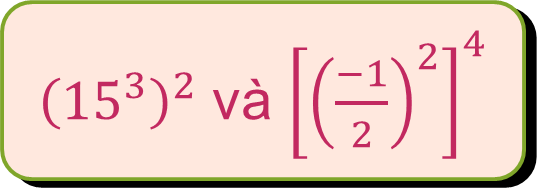 (15³)² và [(-1/2)²]⁴